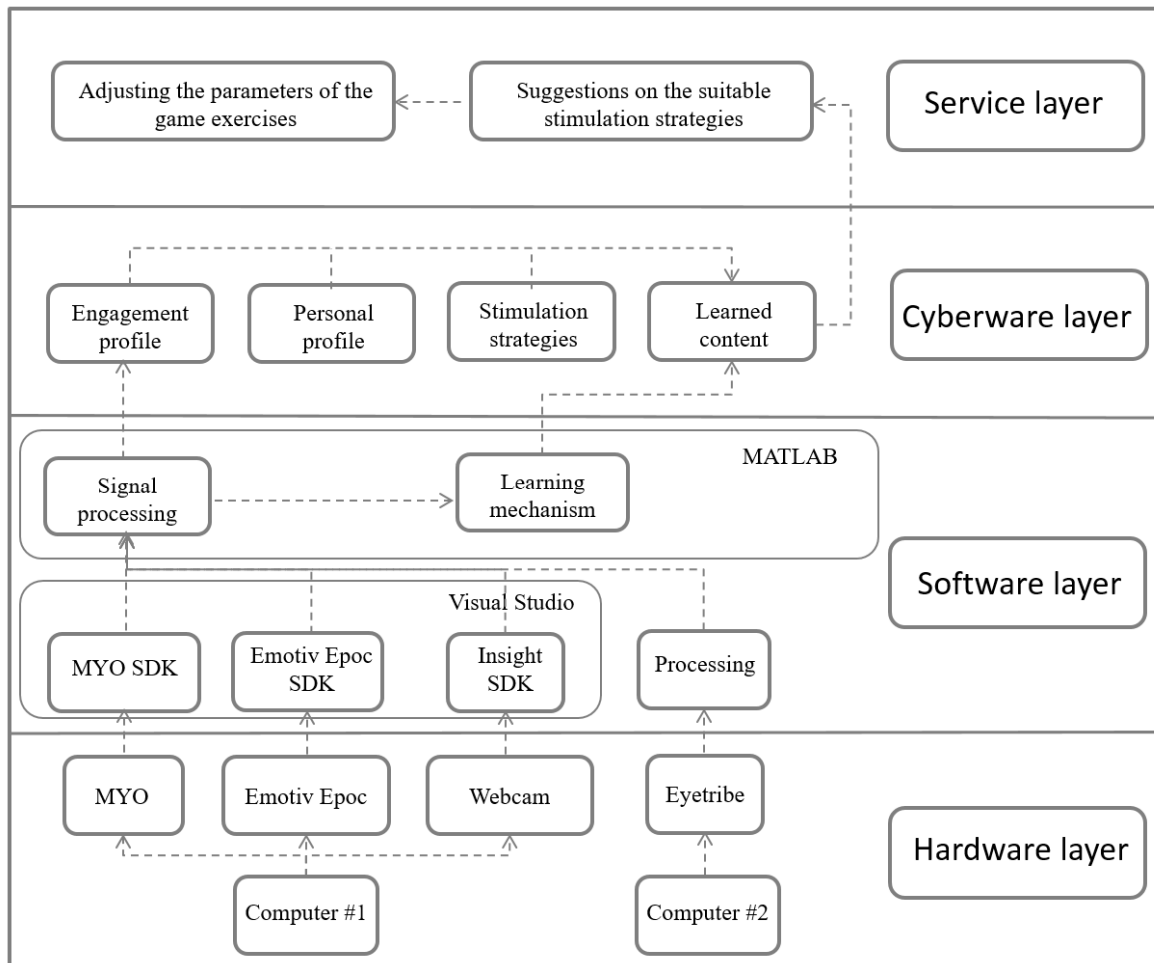 Adjusting the parameters of the
game exercises
Suggestions on the suitable
stimulation strategies
Service layer
Engagement
profile
Personal
profile
Stimulation
strategies
Learned
content
Cyberware layer
MATLAB
Signal
processing
Learning
mechanism
Software layer
Visual Studio
MYO SDK
Emotiv Epoc
SDK
Insight
SDK
Processing
MYO
Emotiv Epoc
Webcam
Eyetribe
Hardware layer
Computer #1
Computer #2